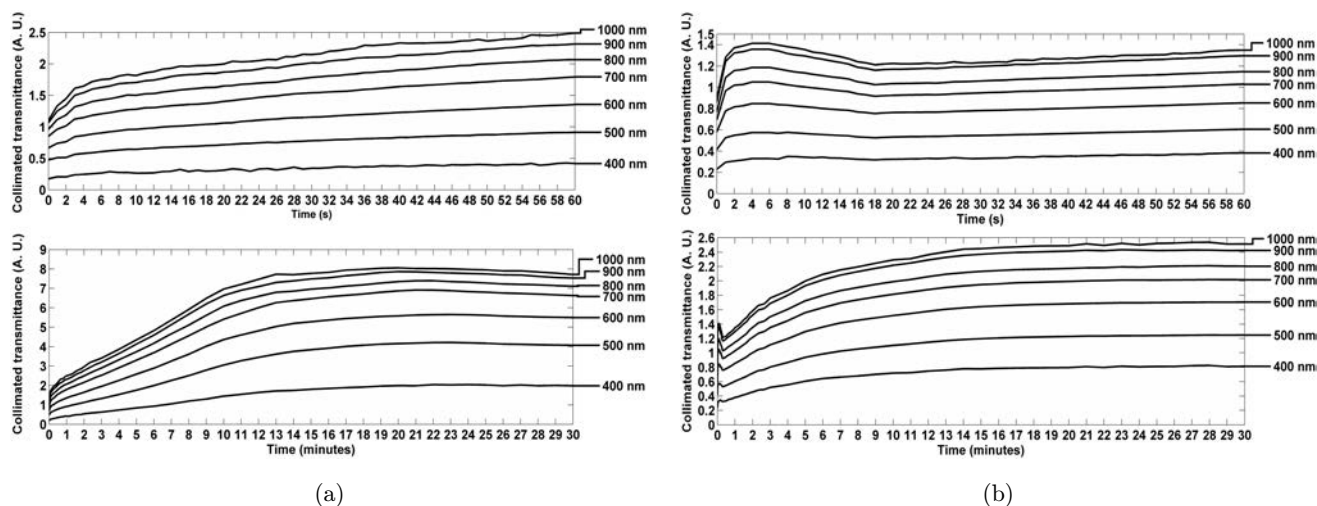 Collimated transmittance (A. U.)
2.5
2
1.5
1
0.5
0
0 2 4 6 8 10 12 14 16 18 20 22 24 26 28 30 32 34 36 38 40 42 44 46 48 50 52 54 56 58 60
Time (s)
1000 nm
900 nm
800 nm
700 nm
600 nm
500 nm
400 nm
Collimated transmittance (A. U.)
9
8
7
6
5
4
3
2
1
0
0 1 2 3 4 5 6 7 8 9 10 11 12 13 14 15 16 17 18 19 20 21 22 23 24 25 26 27 28 29 30
Time (minutes)
1000 nm
900 nm
800 nm
700 nm
600 nm
500 nm
400 nm
(a)
Collimated transmittance (A. U.)
1.5
1.4
1.2
1
0.8
0.6
0.4
0.2
0
0 2 4 6 8 10 12 14 16 18 20 22 24 26 28 30 32 34 36 38 40 42 44 46 48 50 52 54 56 58 60
Time (s)
1000 nm
900 nm
800 nm
700 nm
600 nm
500 nm
400 nm
Collimated transmittance (A. U.)
2.6
2.4
2.2
2
1.8
1.6
1.4
1.2
1
0.8
0.6
0.4
0.2
0
0 1 2 3 4 5 6 7 8 9 10 11 12 13 14 15 16 17 18 19 20 21 22 23 24 25 26 27 28 29 30
Time (minutes)
1000 nm
900 nm
800 nm
700 nm
600 nm
500 nm
400 nm
(b)